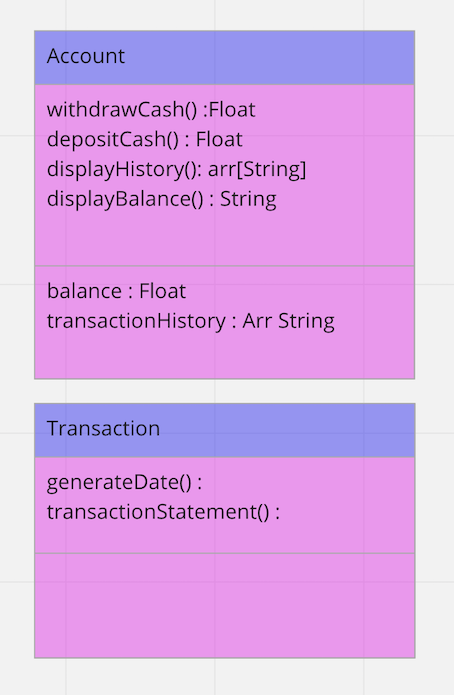 Account
withdrawCash() :Float
depositCash() : Float
displayHistory(): arr[String]
displayBalance() : String
balance : Float
transactionHistory : Arr String
Transaction
generateDate() :
transactionStatement() :